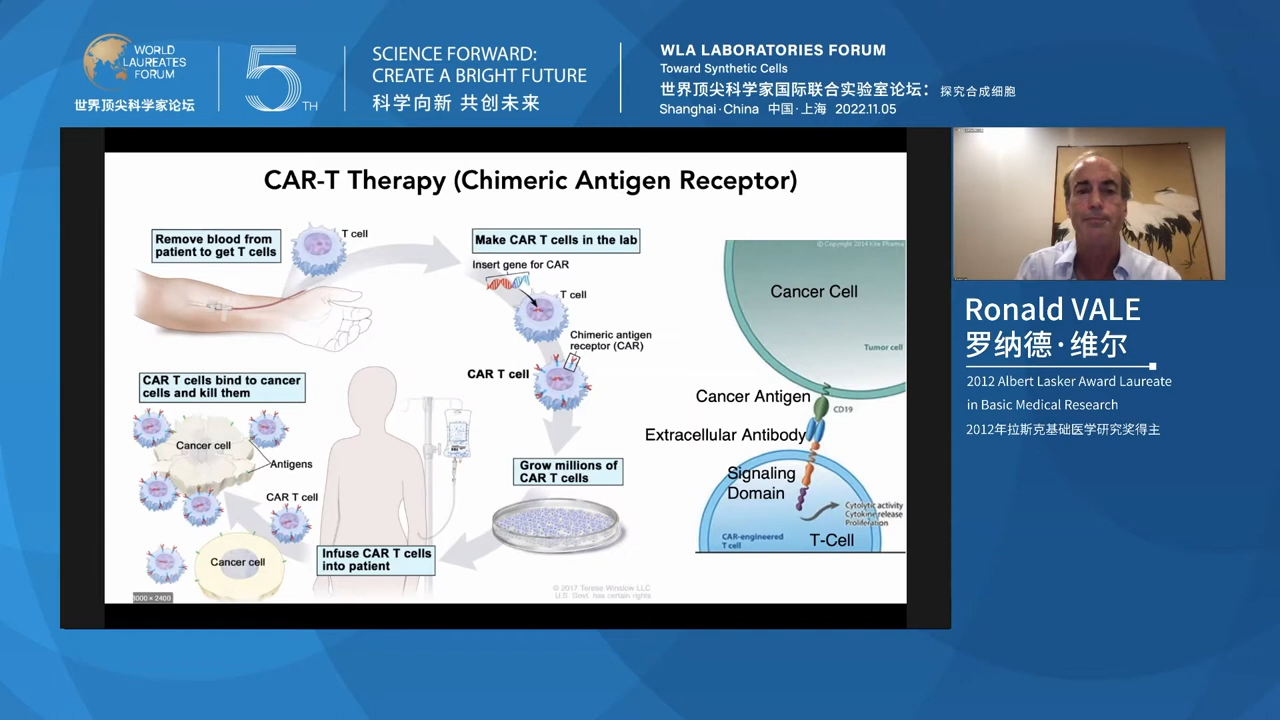 WORLD
LAUREATES
FORUM
世界顶尖科学家论坛
5TH
SCIENCE FORWARD:
CREATE A BRIGHT FUTURE
科学向新 共创未来
WLA LABORATORIES FORUM
Toward Synthetic Cells
世界顶尖科学家国际联合实验室论坛：探究合成细胞
Shanghai·China 中国·上海 2022.11.05
CAR-T Therapy (Chimeric Antigen Receptor)
Remove blood from
patient to get T cells
T cell
Make CAR T cells in the lab
Insert gene for CAR
T cell
Chimeric antigen
receptor (CAR)
CAR T cell
Grow millions of
CAR T cells
Infuse CAR T cells
into patient
CAR T cells bind to cancer
cells and kill them
Cancer cell
Antigens
CAR T cell
Cancer cell
3000 × 2400
© 2017 Terese Winslow LLC
U.S. Govt. has certain rights
© Copyright 2014 Kite Pharma
Cancer Cell
Tumor cell
Cancer Antigen
CD19
Extracellular Antibody
Signaling
Domain
Cytolytic activity
Cytokine release
Proliferation
CAR-engineered
T cell
T-Cell
Ronald VALE
罗纳德·维尔
2012 Albert Lasker Award Laureate
in Basic Medical Research
2012年拉斯克基础医学研究奖得主